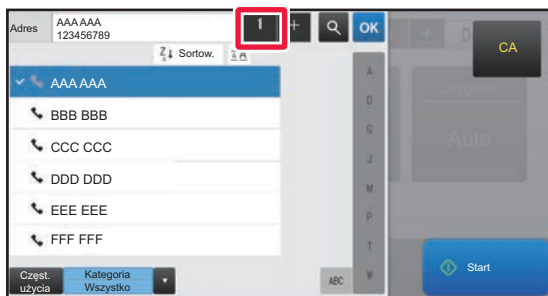 Adres
AAA AAA
123456789
1
+
OK
CA
Sortow.
AAA AAA
BBB BBB
CCC CCC
DDD DDD
EEE EEE
FFF FFF
A
D
G
J
M
P
T
W
Oryginał
Auto
Częst.
użycia
Kategoria
Wszystko
ABC
Start